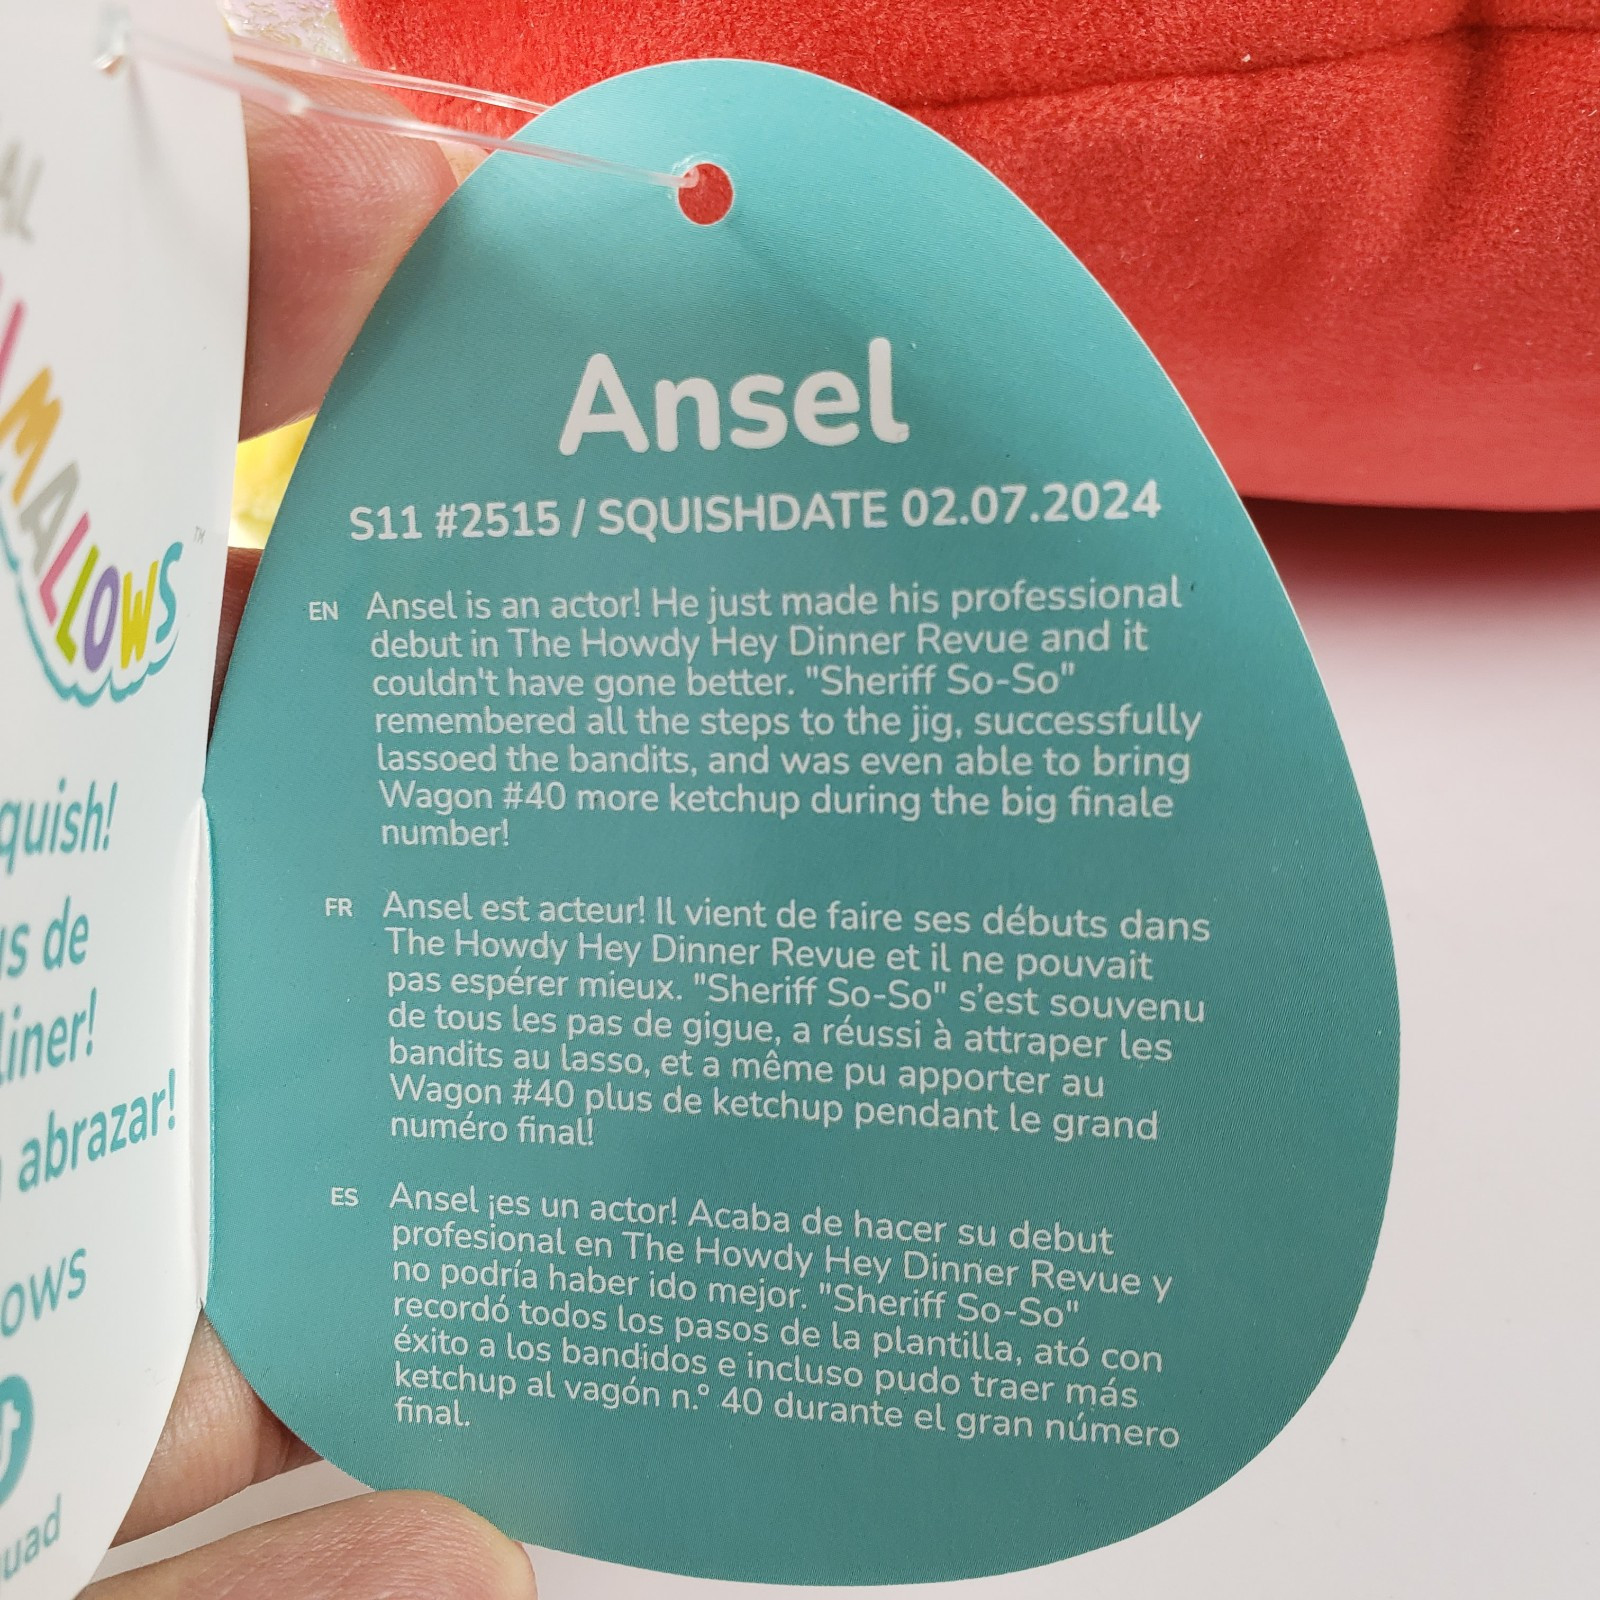 MALLOWS™
quish!
de
abrazar!
Ansel
S11 #2515 / SQUISHDATE 02.07.2024
EN Ansel is an actor! He just made his professional
debut in The Howdy Hey Dinner Revue and it
couldn't have gone better. "Sheriff So-So"
remembered all the steps to the jig, successfully
lassoed the bandits, and was even able to bring
Wagon #40 more ketchup during the big finale
number!
FR Ansel est acteur! Il vient de faire ses débuts dans
The Howdy Hey Dinner Revue et il ne pouvait
pas espérer mieux. "Sheriff So-So" s’est souvenu
de tous les pas de gigue, a réussi à attraper les
bandits au lasso, et a même pu apporter au
Wagon #40 plus de ketchup pendant le grand
numéro final!
ES Ansel ¡es un actor! Acaba de hacer su debut
profesional en The Howdy Hey Dinner Revue y
no podría haber ido mejor. "Sheriff So-So"
recordó todos los pasos de la plantilla, ató con
éxito a los bandidos e incluso pudo traer más
ketchup al vagón n.° 40 durante el gran número
final.